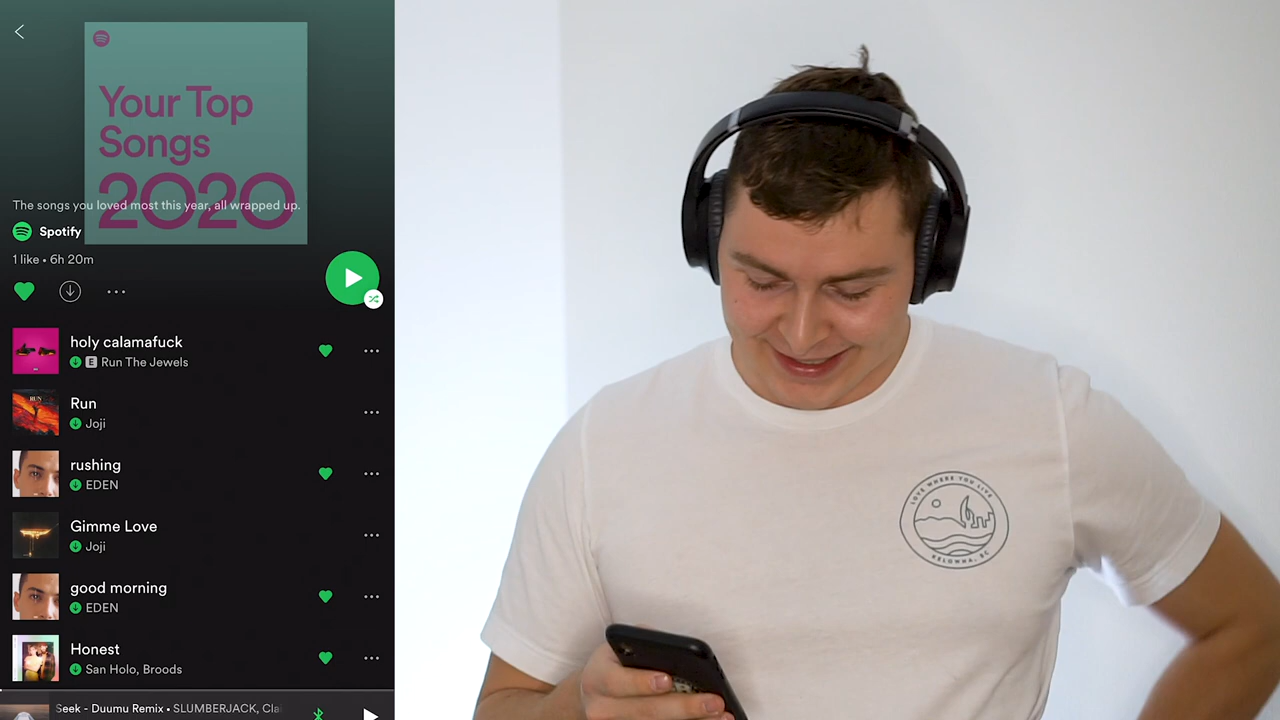 Your Top
Songs
2020
The songs you loved most this year, all wrapped up.
Spotify
1 like • 6h 20m
holy calamafuck
E Run The Jewels
RUN
Run
Joji
rushing
EDEN
Gimme Love
Joji
good morning
EDEN
Honest
San Holo, Broods
Seek - Duumu Remix • SLUMBERJACK, Cla
LOVE WHERE YOU LIVE
KELOWNA, BC